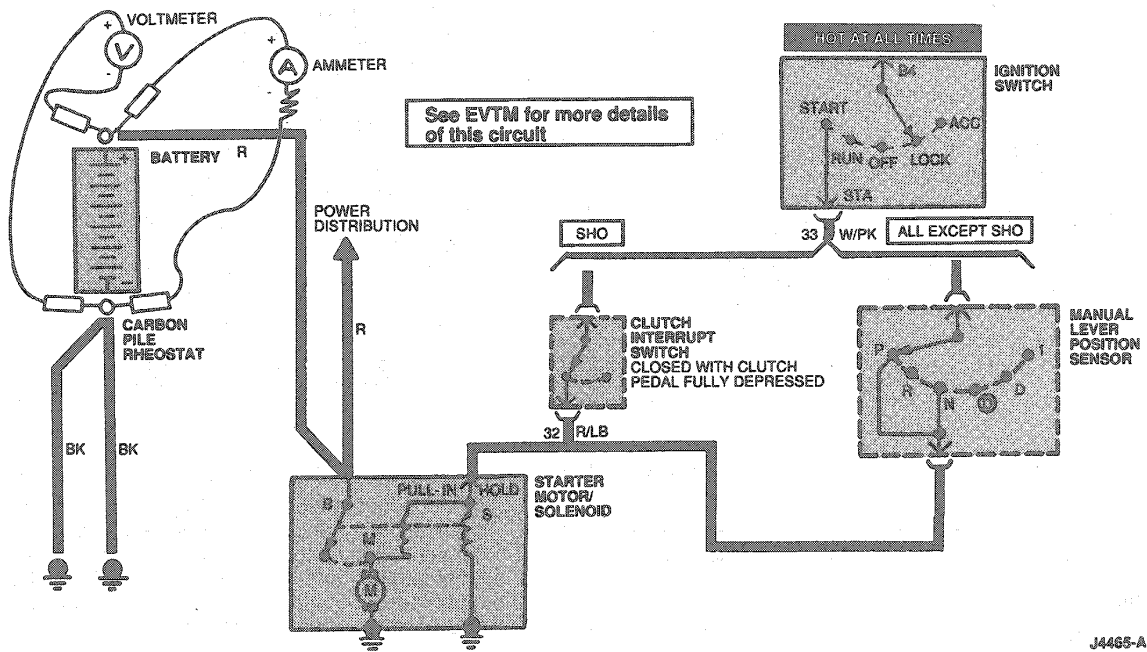 VOLTMETER
+
V
-
+
A
AMMETER
HOT AT ALL TIMES
IGNITION
SWITCH
B4
START
ACC
RUN
OFF
LOCK
STA
See EVTM for more details
of this circuit
BATTERY
R
+
-
POWER
DISTRIBUTION
SHO
33
W/PK
ALL EXCEPT SHO
CARBON
PILE
RHEOSTAT
R
CLUTCH
INTERRUPT
SWITCH
CLOSED WITH CLUTCH
PEDAL FULLY DEPRESSED
MANUAL
LEVER
POSITION
SENSOR
P
R
N
D
D
1
32
R/LB
BK
BK
PULL-IN
HOLD
B
S
M
M
STARTER
MOTOR/
SOLENOID
J4465-A